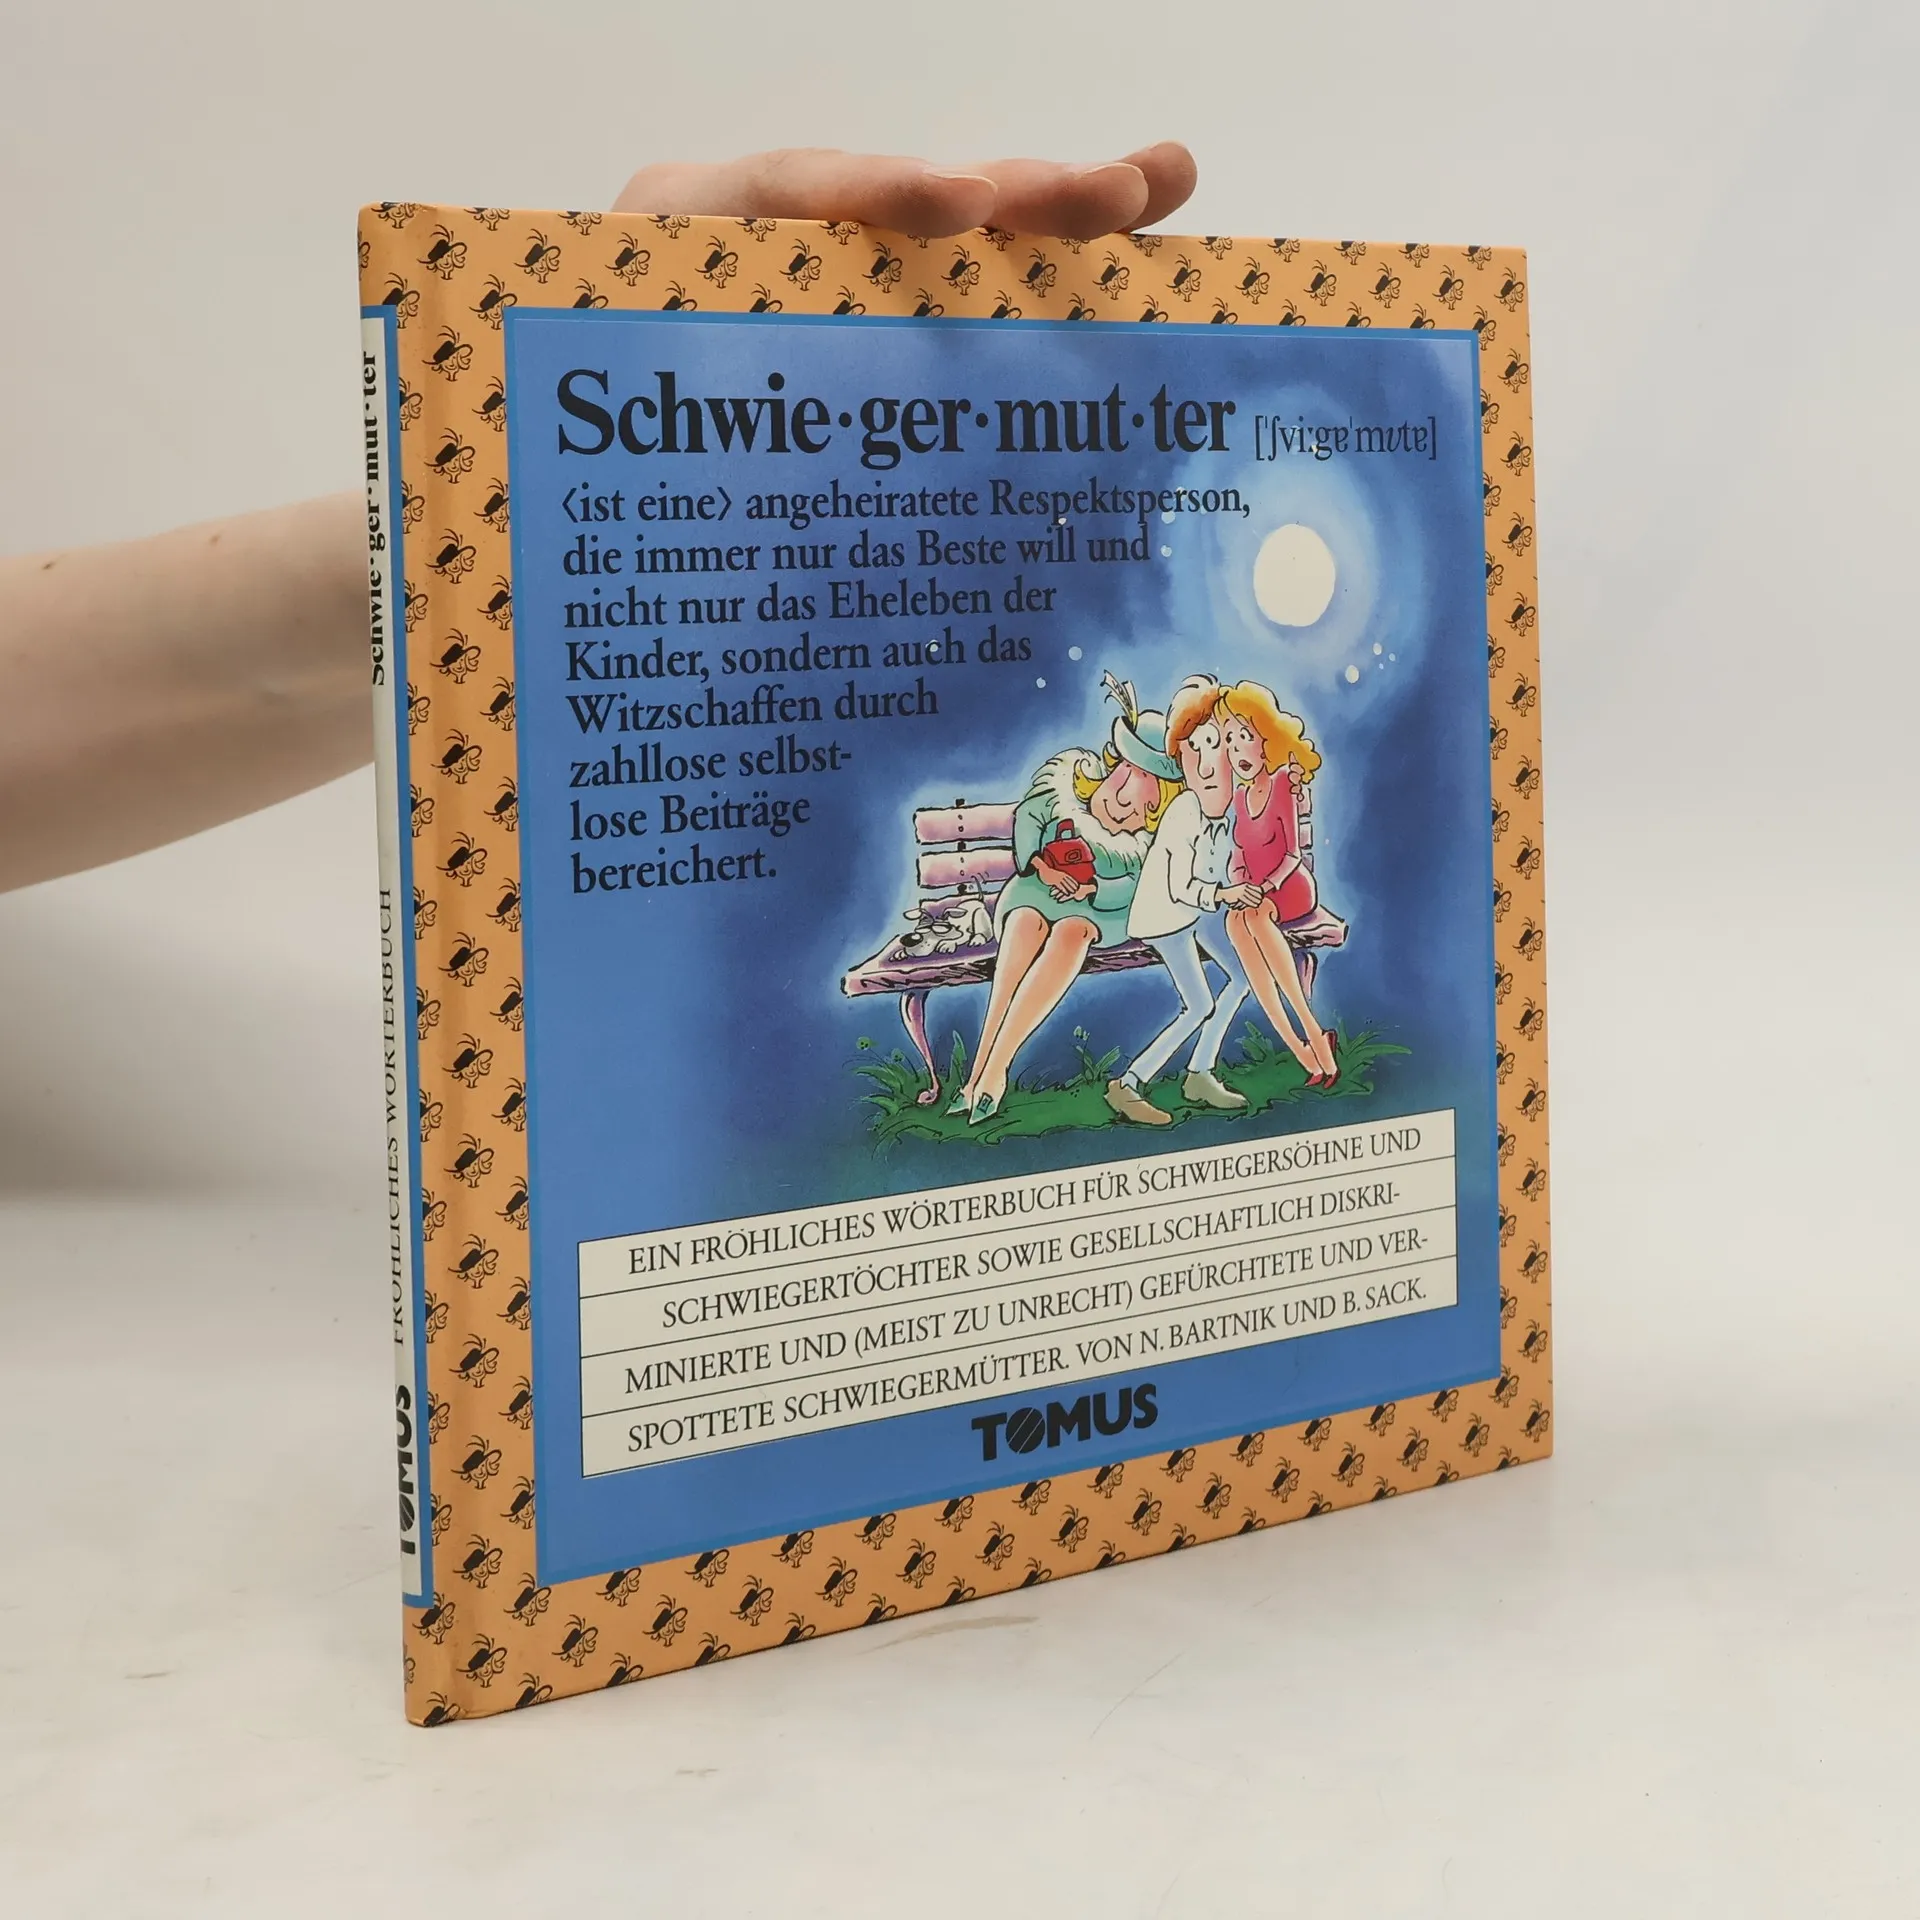 Schwie·ger·mut·ter ['ʃvi:gɐ'mʊtɐ]
⟨ist eine⟩ angeheiratete Respektsperson,
die immer nur das Beste will und
nicht nur das Eheleben der
Kinder, sondern auch das
Witzschaffen durch
zahllose selbst-
lose Beiträge
bereichert.
EIN FRÖHLICHES WÖRTERBUCH FÜR SCHWIEGERSÖHNE UND
SCHWIEGERTÖCHTER SOWIE GESELLSCHAFTLICH DISKRI-
MINIERTE UND (MEIST ZU UNRECHT) GEFÜRCHTETE UND VER-
SPOTTETE SCHWIEGERMÜTTER. VON N. BARTNIK UND B. SACK.
TOMUS
Schwie·ger·mut·ter
FRÖHLICHES WÖRTERBUCH
TOMUS